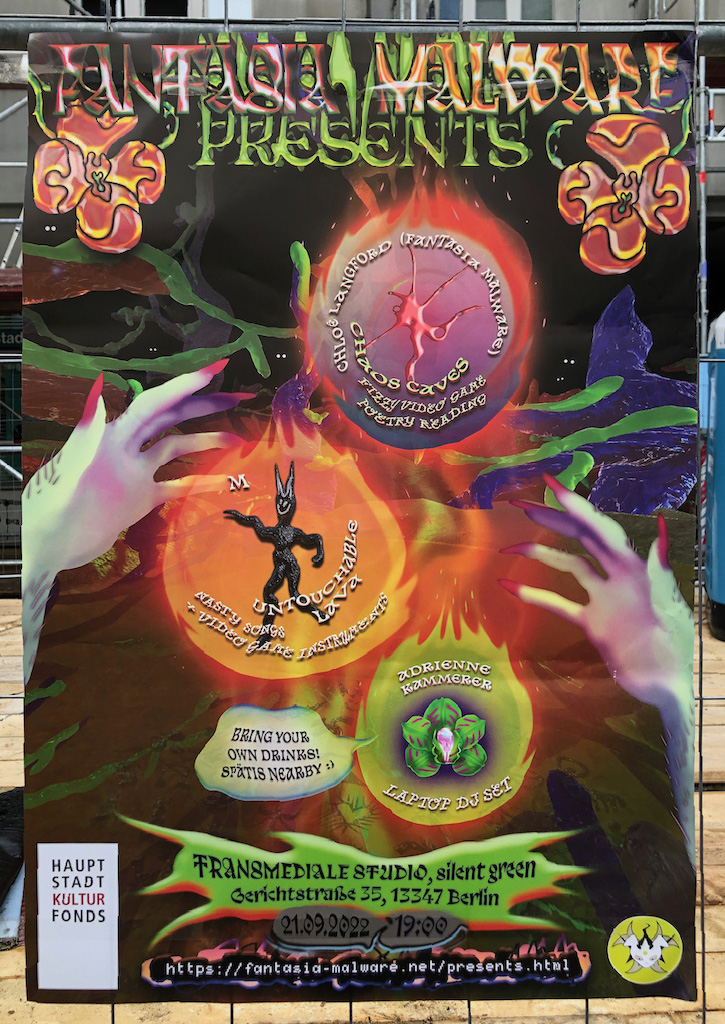 FANTASIA MALWARE
PRESENTS
CHLOÉ LANGFORD (FANTASIA MALWARE)
CHAOS CAVES
FIZZY VIDEO GAME
POETRY READING
M
UNTOUCHABLE
LAVA
NASTY SONGS
+ VIDEO GAME INSTRUMENTS
ADRIENNE
KAMMERER
LAPTOP DJ SET
BRING YOUR
OWN DRINKS!
SPÄTIS NEARBY :)
TRANSMEDIALE STUDIO, silent green
Gerichtstraße 35, 13347 Berlin
21.09.2022 19:00
https://fantasia-malware.net/presents.html
HAUPT
STADT
KULTUR
FONDS